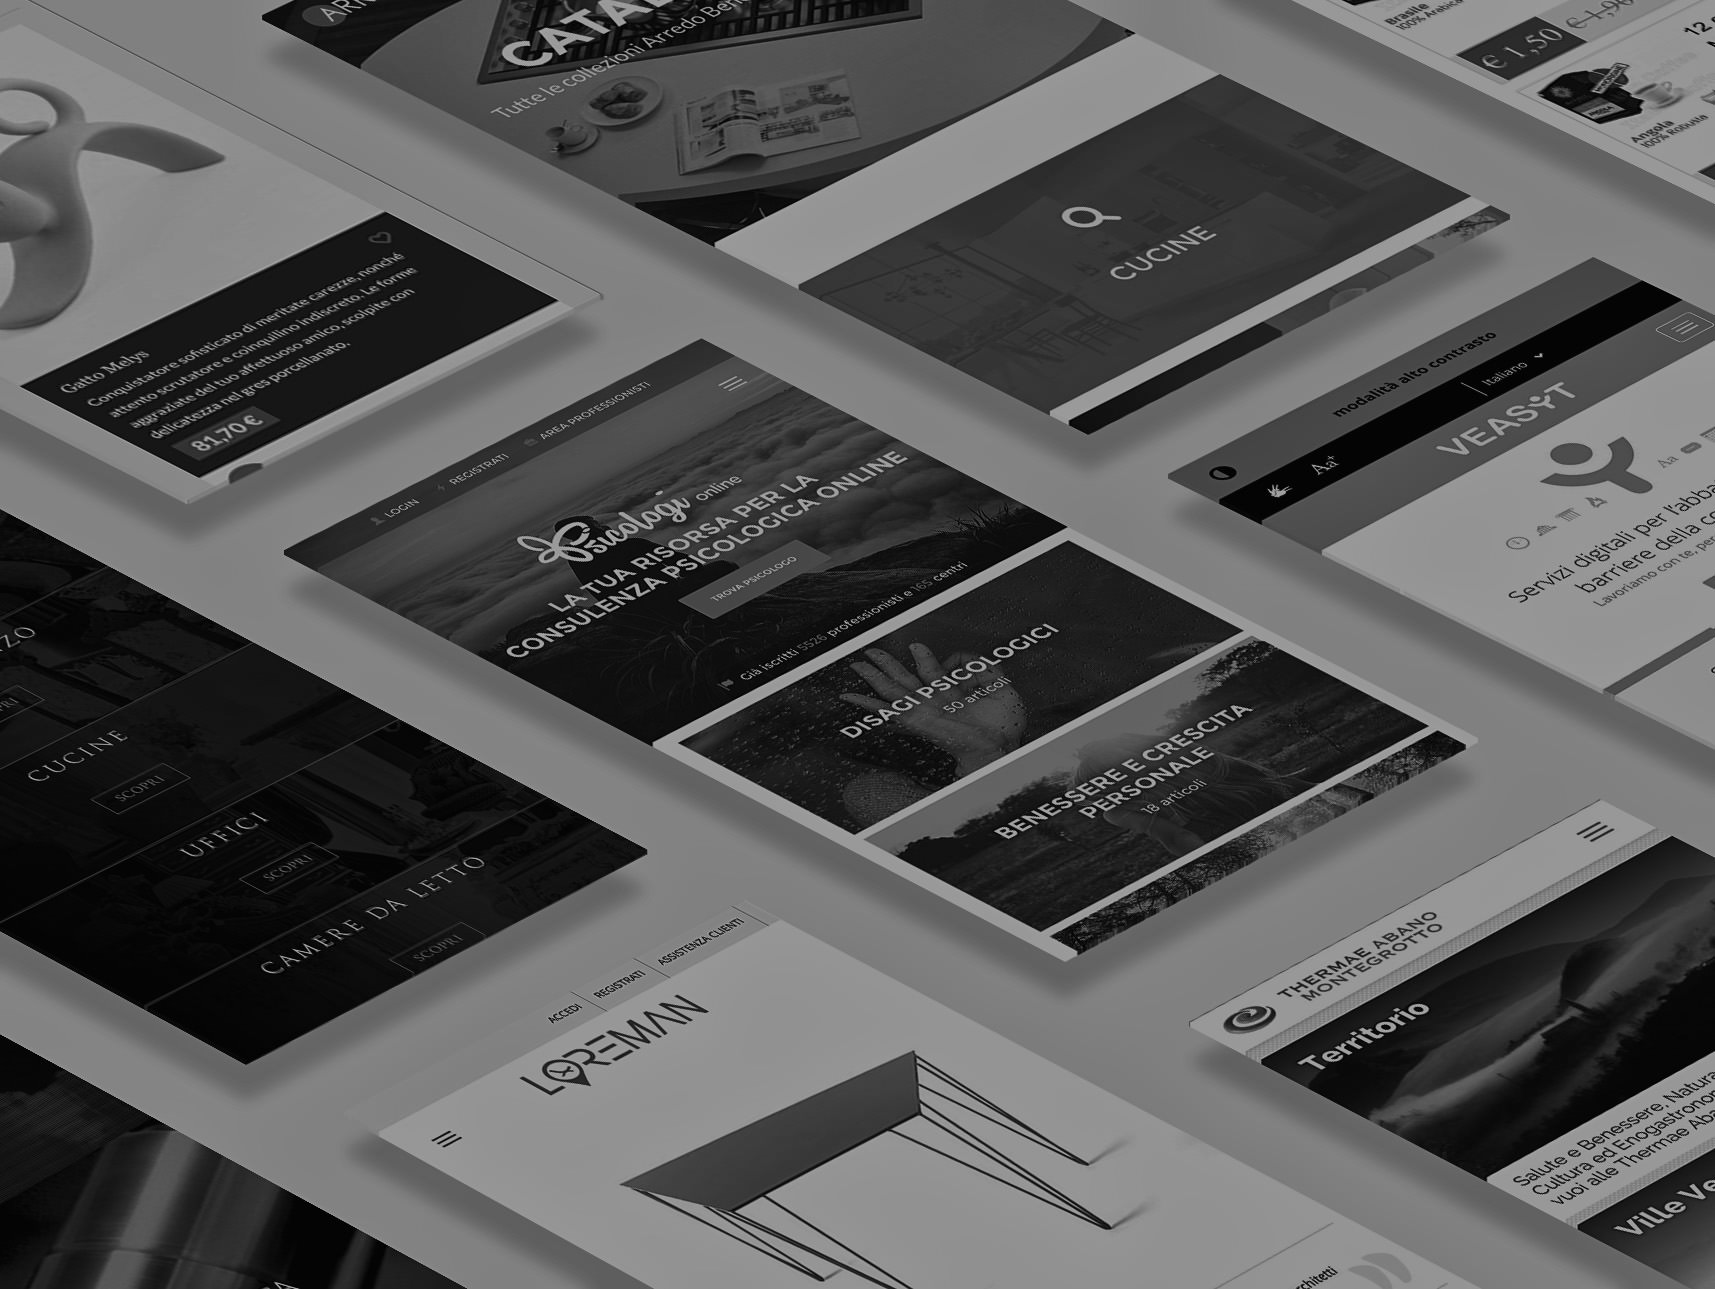 CATAL
Tutte le collezioni Arredo
CUCINE
Brasile
100% Arabica
€ 1,50
Angola
100% Robusta
Gatto Melys
Conquistatore sofisticato di meritate carezze, nonché
attento scrutatore e coinquilino indiscreto. Le forme
aggraziate del tuo affettuoso amico, scolpite con
delicatezza nel gres porcellanato.
81,70 €
LOGIN
REGISTRATI
AREA PROFESSIONISTI
Psicologi online
LA TUA RISORSA PER LA
CONSULENZA PSICOLOGICA ONLINE
TROVA PSICOLOGO
Già iscritti 5526 professionisti e 165 centri
DISAGI PSICOLOGICI
50 articoli
BENESSERE E CRESCITA
PERSONALE
18 articoli
modalità alto contrasto
Aa+
Italiano
VEASYT
Aa
Servizi digitali per l'abba
barriere della co
Lavoriamo con te, per
ZZO
CUCINE
SCOPRI
UFFICI
SCOPRI
CAMERE DA LETTO
SCOPRI
ACCEDI
REGISTRATI
ASSISTENZA CLIENTI
LOREMAN
rchitetti
THERMAE ABANO
MONTEGROTTO
Territorio
Salute e Benessere, Natura
Cultura ed Enogastronom
vuoi alle Thermae Aba
Ville Ve